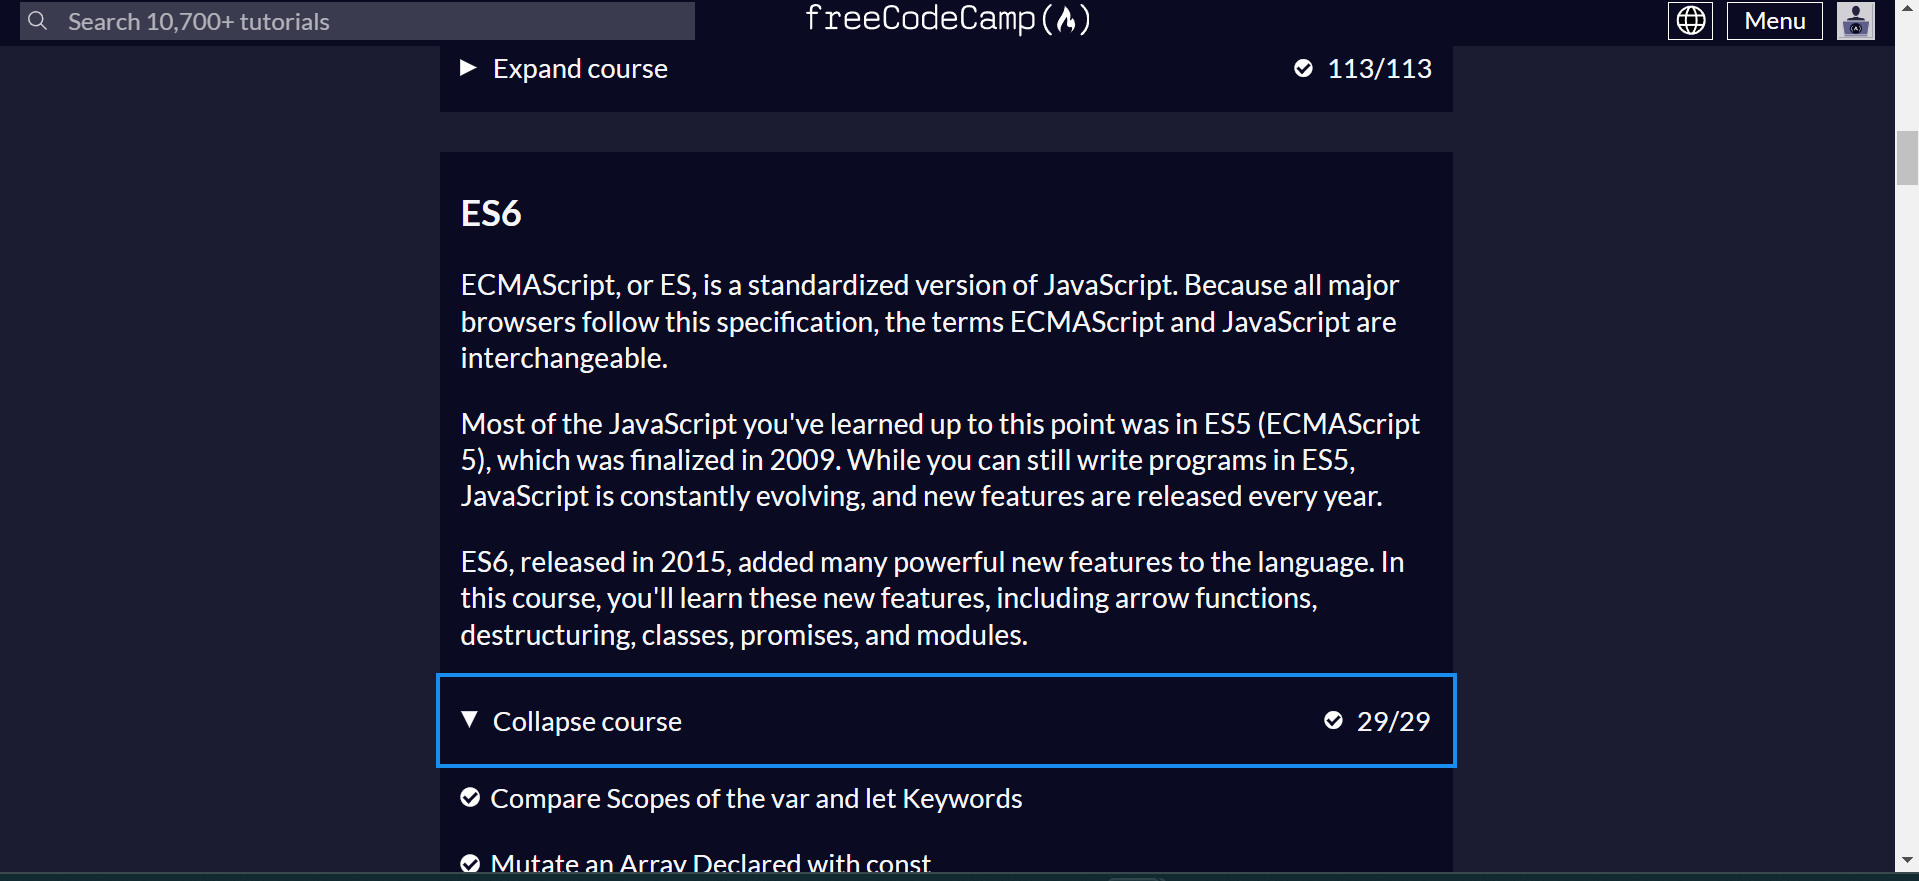 Search 10,700+ tutorials
freeCodeCamp
Menu
Expand course
113/113
ES6
ECMAScript, or ES, is a standardized version of JavaScript. Because all major
browsers follow this specification, the terms ECMAScript and JavaScript are
interchangeable.
Most of the JavaScript you've learned up to this point was in ES5 (ECMAScript
5), which was finalized in 2009. While you can still write programs in ES5,
JavaScript is constantly evolving, and new features are released every year.
ES6, released in 2015, added many powerful new features to the language. In
this course, you'll learn these new features, including arrow functions,
destructuring, classes, promises, and modules.
Collapse course
29/29
Compare Scopes of the var and let Keywords
Mutate an Array Declared with const